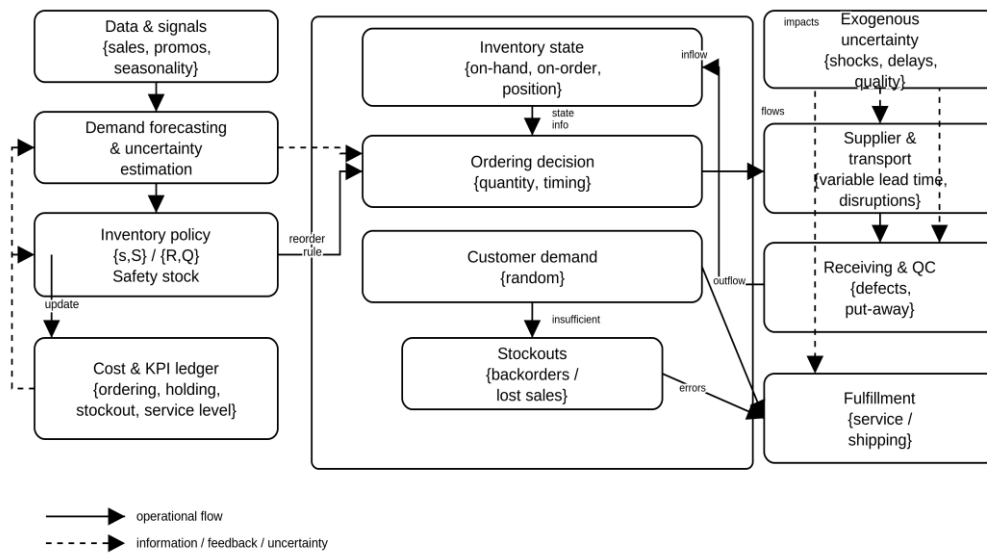 Data & signals
{sales, promos,
seasonality}
Demand forecasting
& uncertainty
estimation
Inventory policy
{s,S} / {R,Q}
Safety stock
update
Cost & KPI ledger
{ordering, holding,
stockout, service level}
reorder
rule
Inventory state
{on-hand, on-order,
position}
inflow
state
info
Ordering decision
{quantity, timing}
Customer demand
{random}
outflow
insufficient
Stockouts
{backorders /
lost sales}
errors
impacts
Exogenous
uncertainty
{shocks, delays,
quality}
flows
Supplier &
transport
{variable lead time,
disruptions}
Receiving & QC
{defects,
put-away}
Fulfillment
{service /
shipping}
operational flow
information / feedback / uncertainty